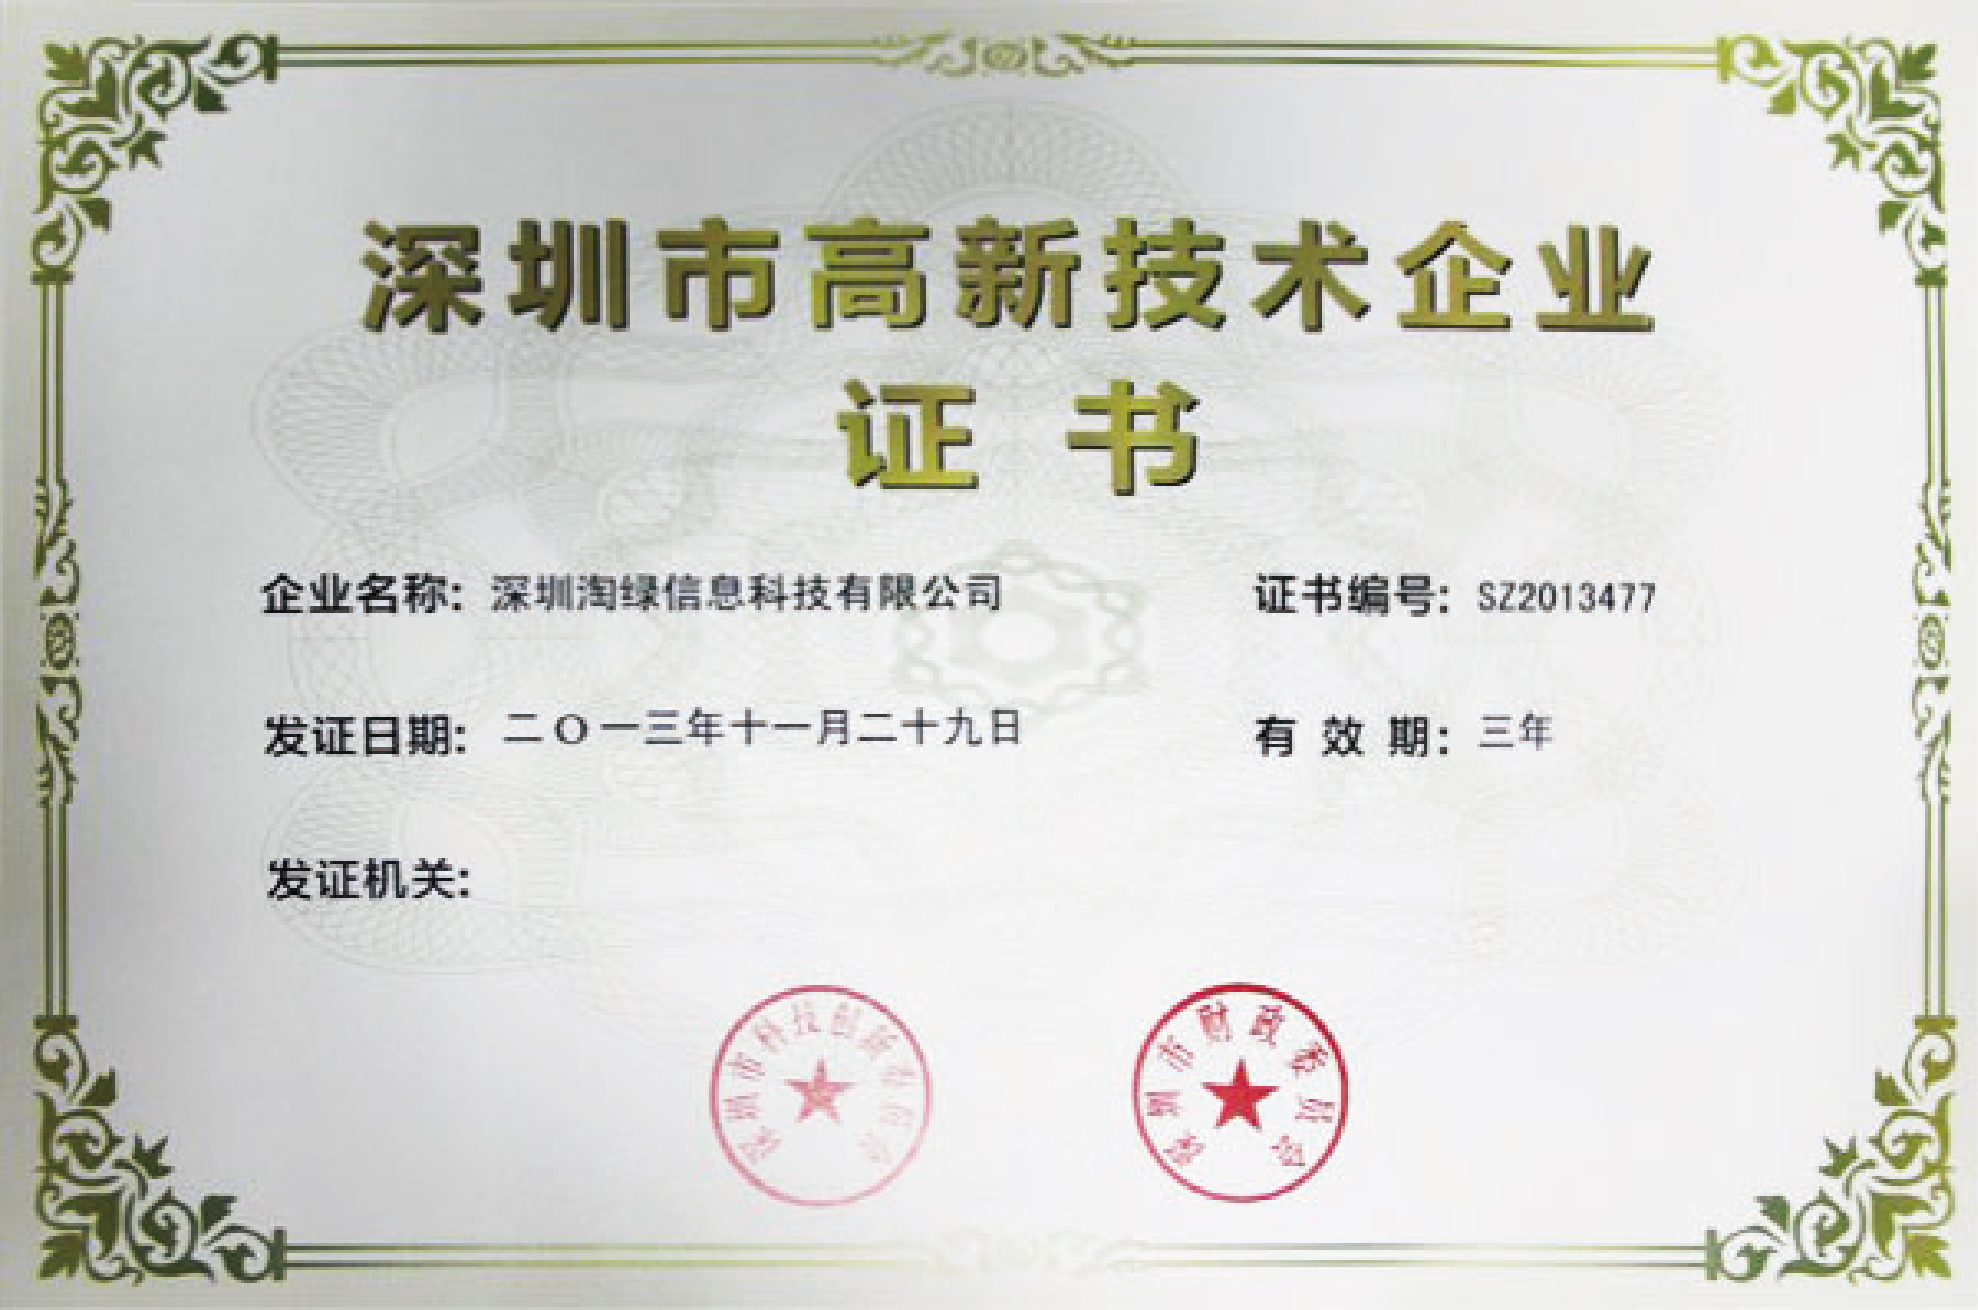 深圳市高新技术企业
证书
企业名称: 深圳淘绿信息科技有限公司
证书编号: SZ2013477
发证日期: 二〇一三年十一月二十九日
有效期: 三年
发证机关:
深圳市科技创新委员会
深圳市财政委员会